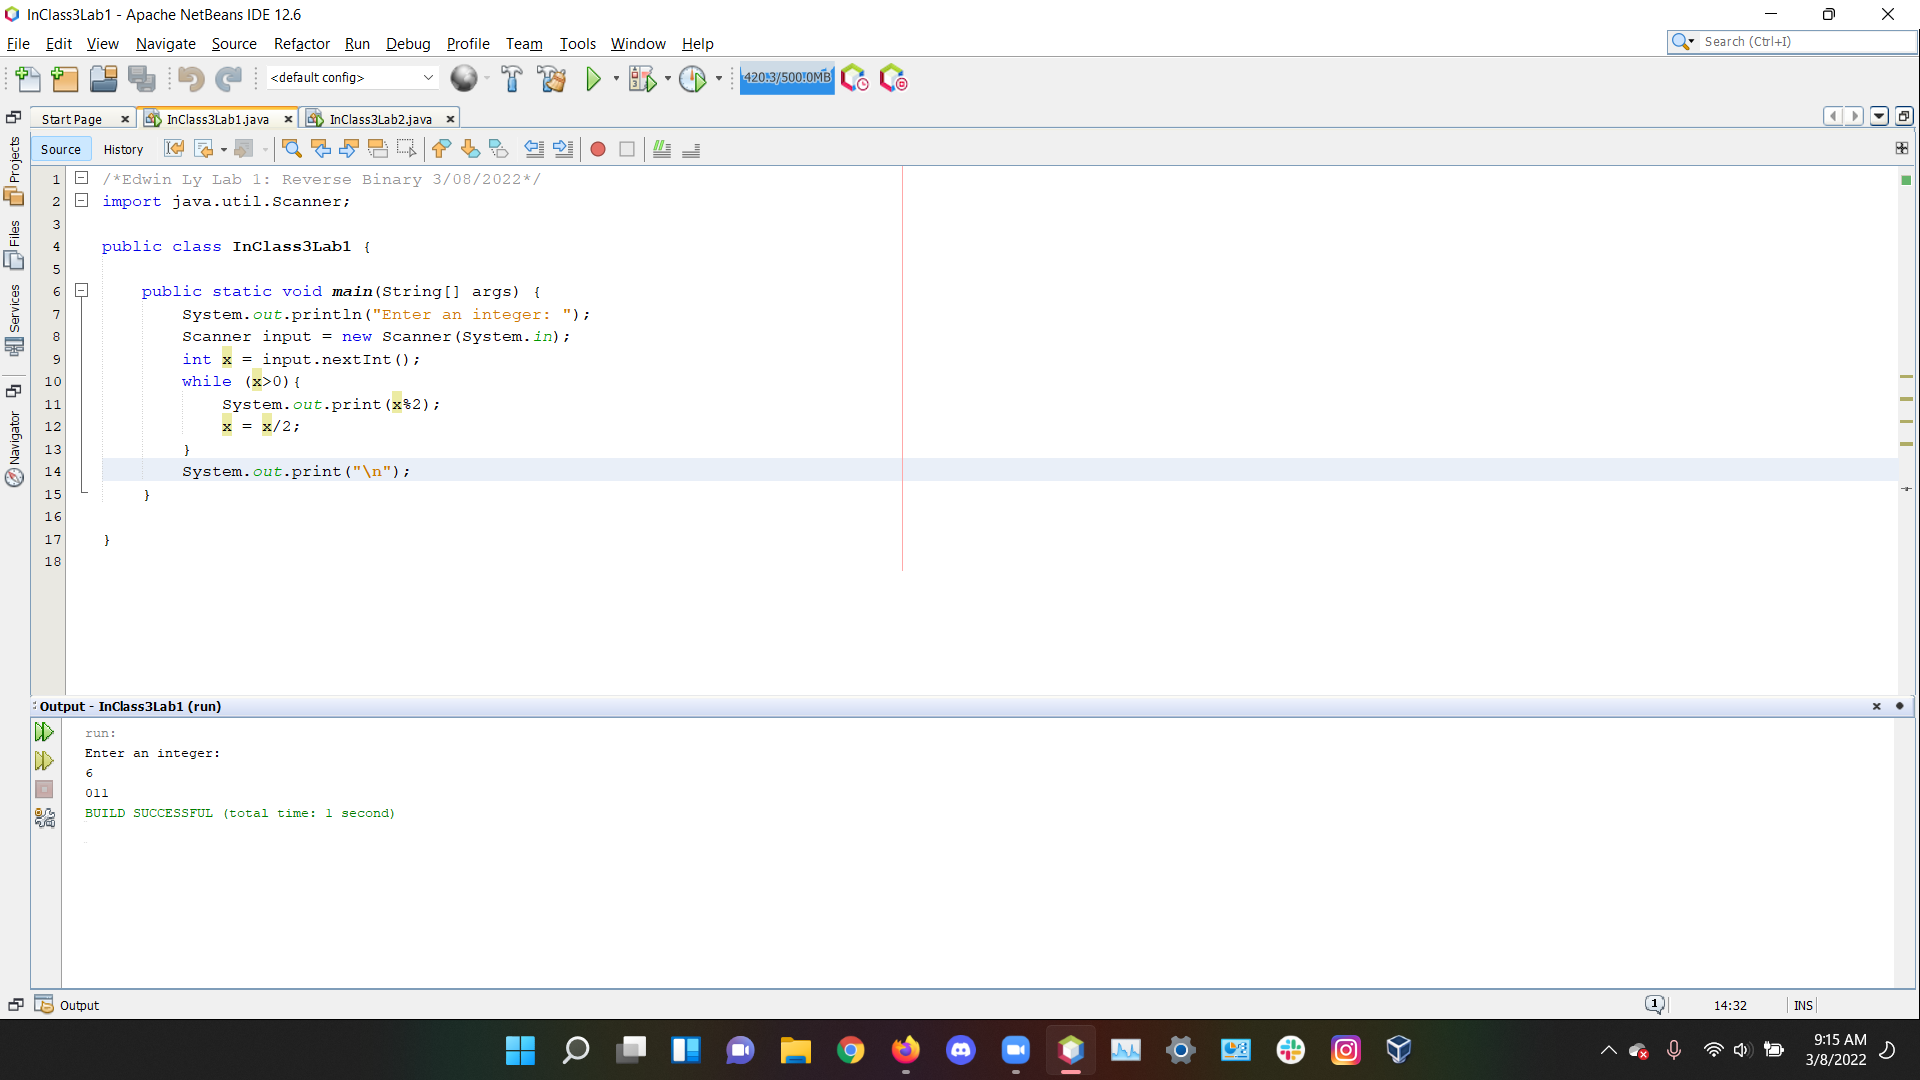 InClass3Lab1 - Apache NetBeans IDE 12.6
File Edit View Navigate Source Refactor Run Debug Profile Team Tools Window Help
Search (Ctrl+I)
<default config>
420.3/500.0MB
Start Page InClass3Lab1.java InClass3Lab2.java
Source History
Projects
Files
Services
Navigator
1 /*Edwin Ly Lab 1: Reverse Binary 3/08/2022*/
2 import java.util.Scanner;
3
4 public class InClass3Lab1 {
5
6 public static void main(String[] args) {
7 System.out.println("Enter an integer: ");
8 Scanner input = new Scanner(System.in);
9 int x = input.nextInt();
10 while (x>0){
11 System.out.print(x%2);
12 x = x/2;
13 }
14 System.out.print("\n");
15 }
16
17 }
18
Output - InClass3Lab1 (run)
run:
Enter an integer:
6
011
BUILD SUCCESSFUL (total time: 1 second)
Output
1
14:32
INS
9:15 AM
3/8/2022